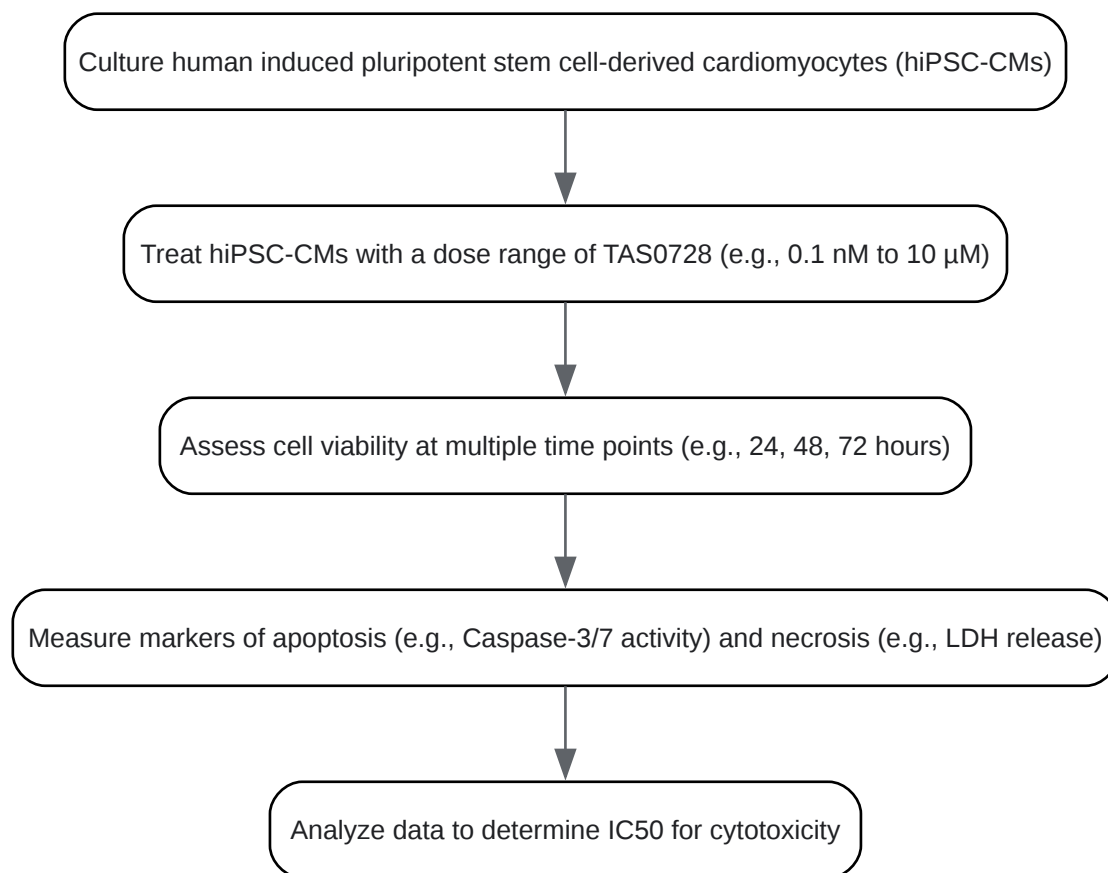 Culture human induced pluripotent stem cell-derived cardiomyocytes (hiPSC-CMs)
Treat hiPSC-CMs with a dose range of TAS0728 (e.g., 0.1 nM to 10 µM)
Assess cell viability at multiple time points (e.g., 24, 48, 72 hours)
Measure markers of apoptosis (e.g., Caspase-3/7 activity) and necrosis (e.g., LDH release)
Analyze data to determine IC50 for cytotoxicity